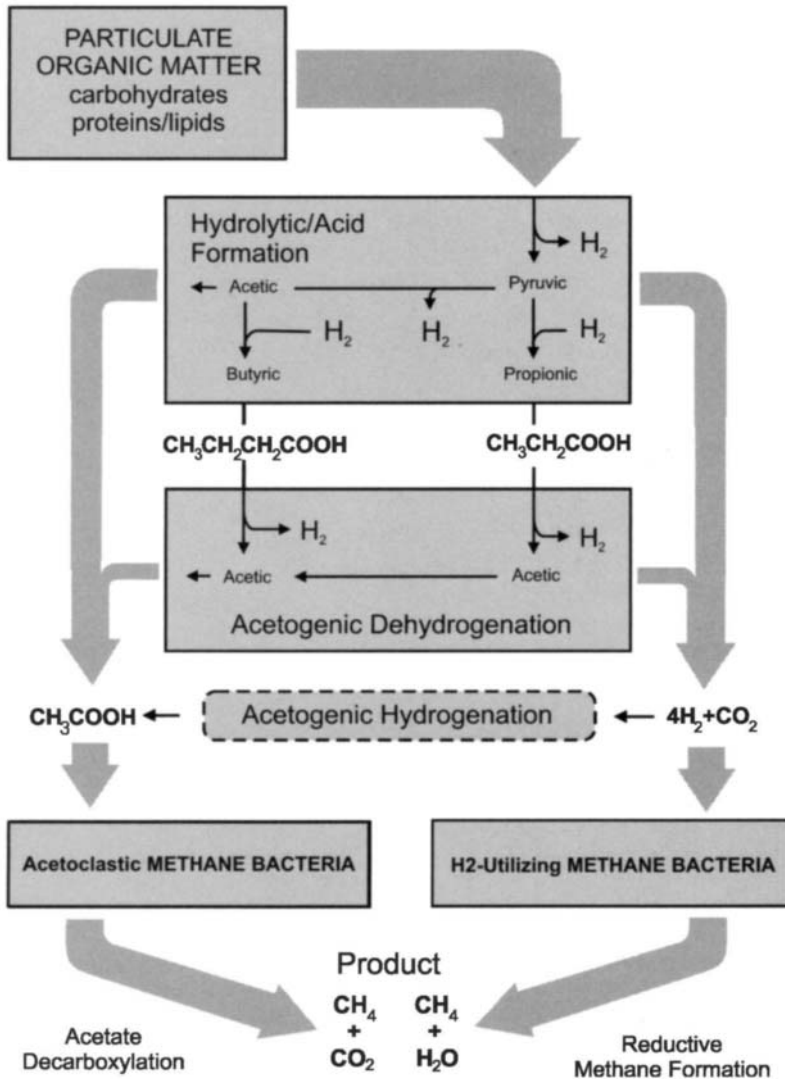 PARTICULATE
ORGANIC MATTER
carbohydrates
proteins/lipids
Hydrolytic/Acid
Formation
H₂
Acetic
Pyruvic
H₂
H₂
H₂
Butyric
Propionic
CH₃CH₂CH₂COOH
CH₃CH₂COOH
H₂
H₂
Acetic
Acetic
Acetogenic Dehydrogenation
CH₃COOH
Acetogenic Hydrogenation
4H₂+CO₂
Acetoclastic METHANE BACTERIA
H2-Utilizing METHANE BACTERIA
Product
CH₄
+
CO₂
CH₄
+
H₂O
Acetate
Decarboxylation
Reductive
Methane Formation